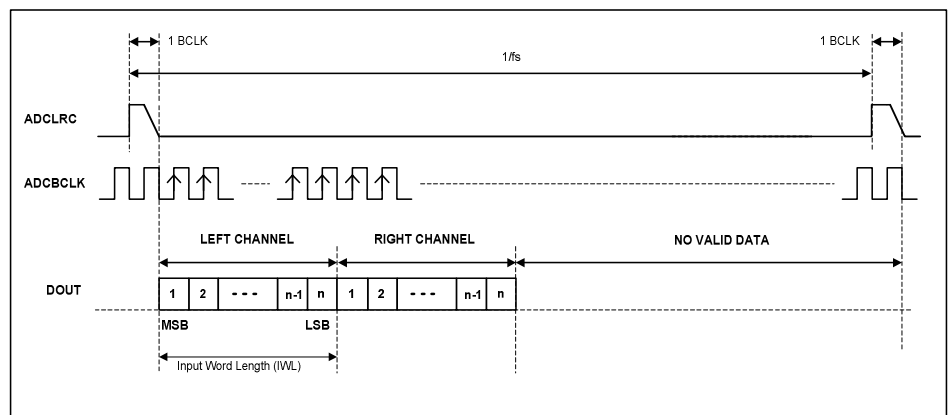 1 BCLK 1 BCLK
1/fs
ADCLRC
ADCBCLK
LEFT CHANNEL RIGHT CHANNEL NO VALID DATA
DOUT 1 2 n-1 n 1 2 n-1 n
MSB LSB
Input Word Length (IWL)